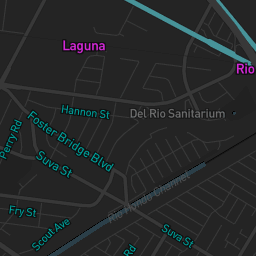 Laguna
Rio
Hannon St
Del Rio Sanitarium
Perry Rd
Foster Bridge Blvd
Suva St
Rio Hondo Channel
Fry St
Scout Ave
Rd
Suva St